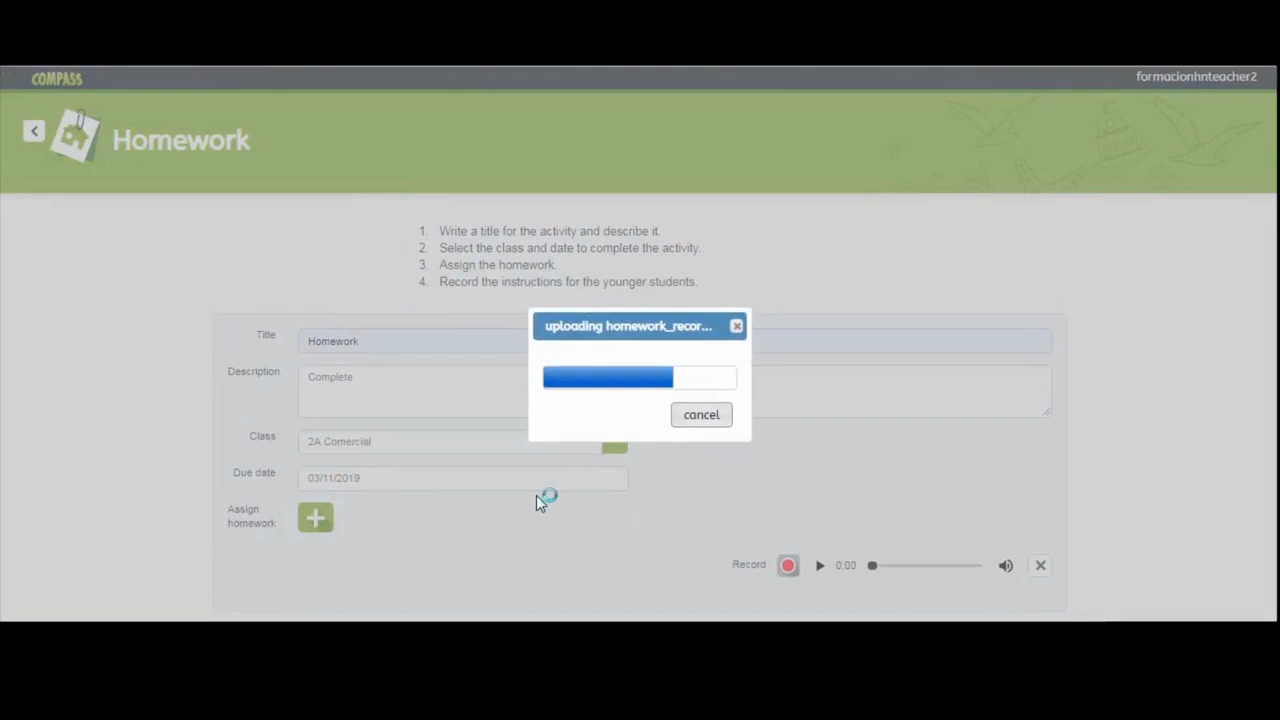 COMPASS
formacionhnteacher2
Homework
1. Write a title for the activity and describe it.
2. Select the class and date to complete the activity.
3. Assign the homework.
4. Record the instructions for the younger students.
uploading homework_recor...
Title
Homework
Description
Complete
cancel
Class
2A Comercial
Due date
03/11/2019
Assign
homework
Record
0:00